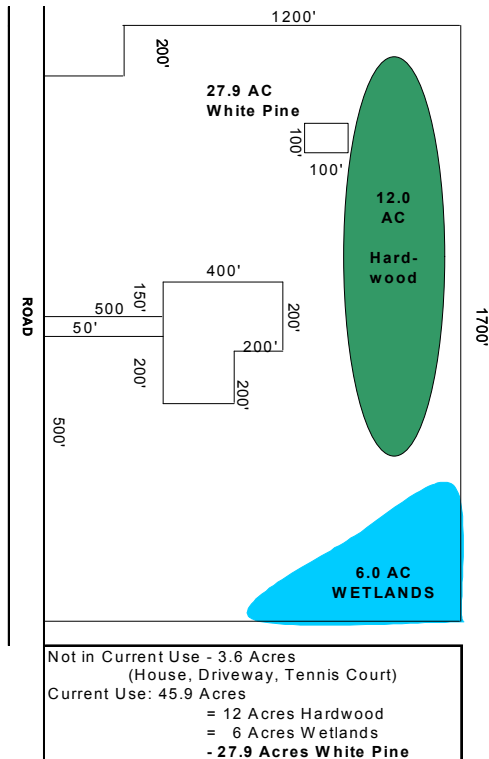 1200'
200'
27.9 AC
White Pine
100'
100'
12.0
AC
Hard-
wood
400'
150'
500
50'
200'
200'
200'
200'
ROAD
1700'
500'
6.0 AC
WETLANDS
Not in Current Use - 3.6 Acres
(House, Driveway, Tennis Court)
Current Use: 45.9 Acres
= 12 Acres Hardwood
= 6 Acres Wetlands
- 27.9 Acres White Pine